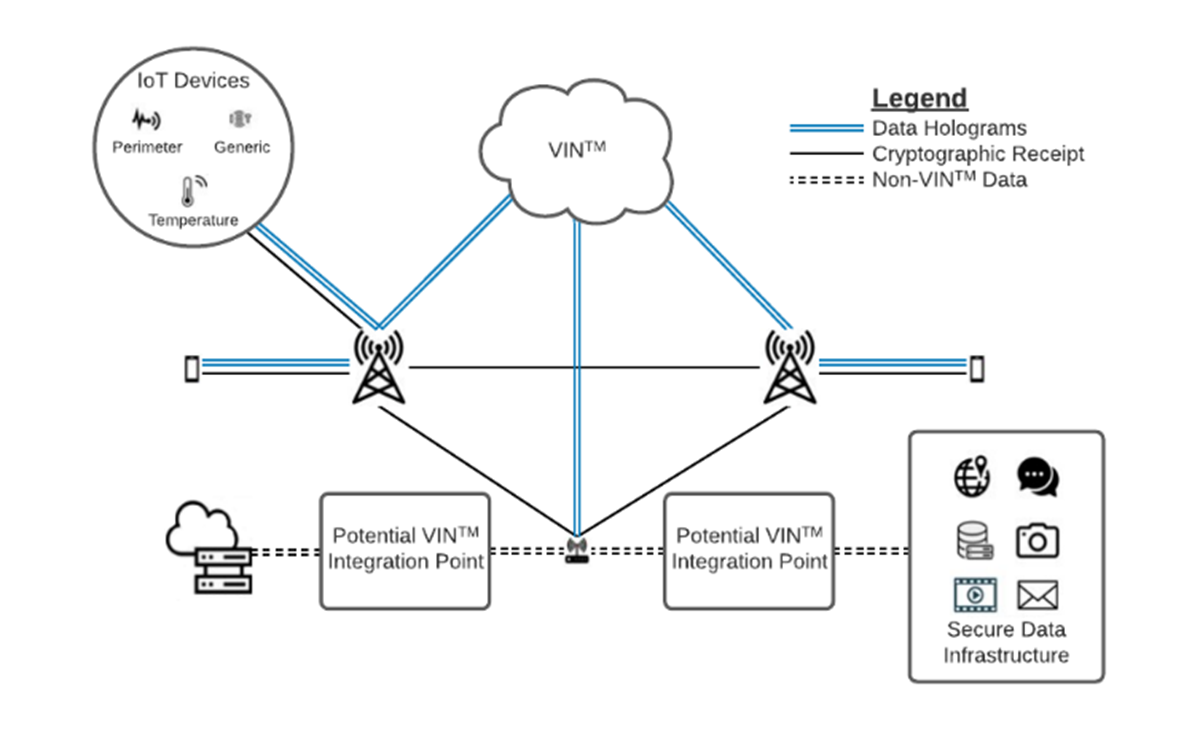 IoT Devices
Perimeter
Generic
Temperature
VIN™
Legend
Data Holograms
Cryptographic Receipt
Non-VIN™ Data
Potential VIN™
Integration Point
Potential VIN™
Integration Point
Secure Data
Infrastructure